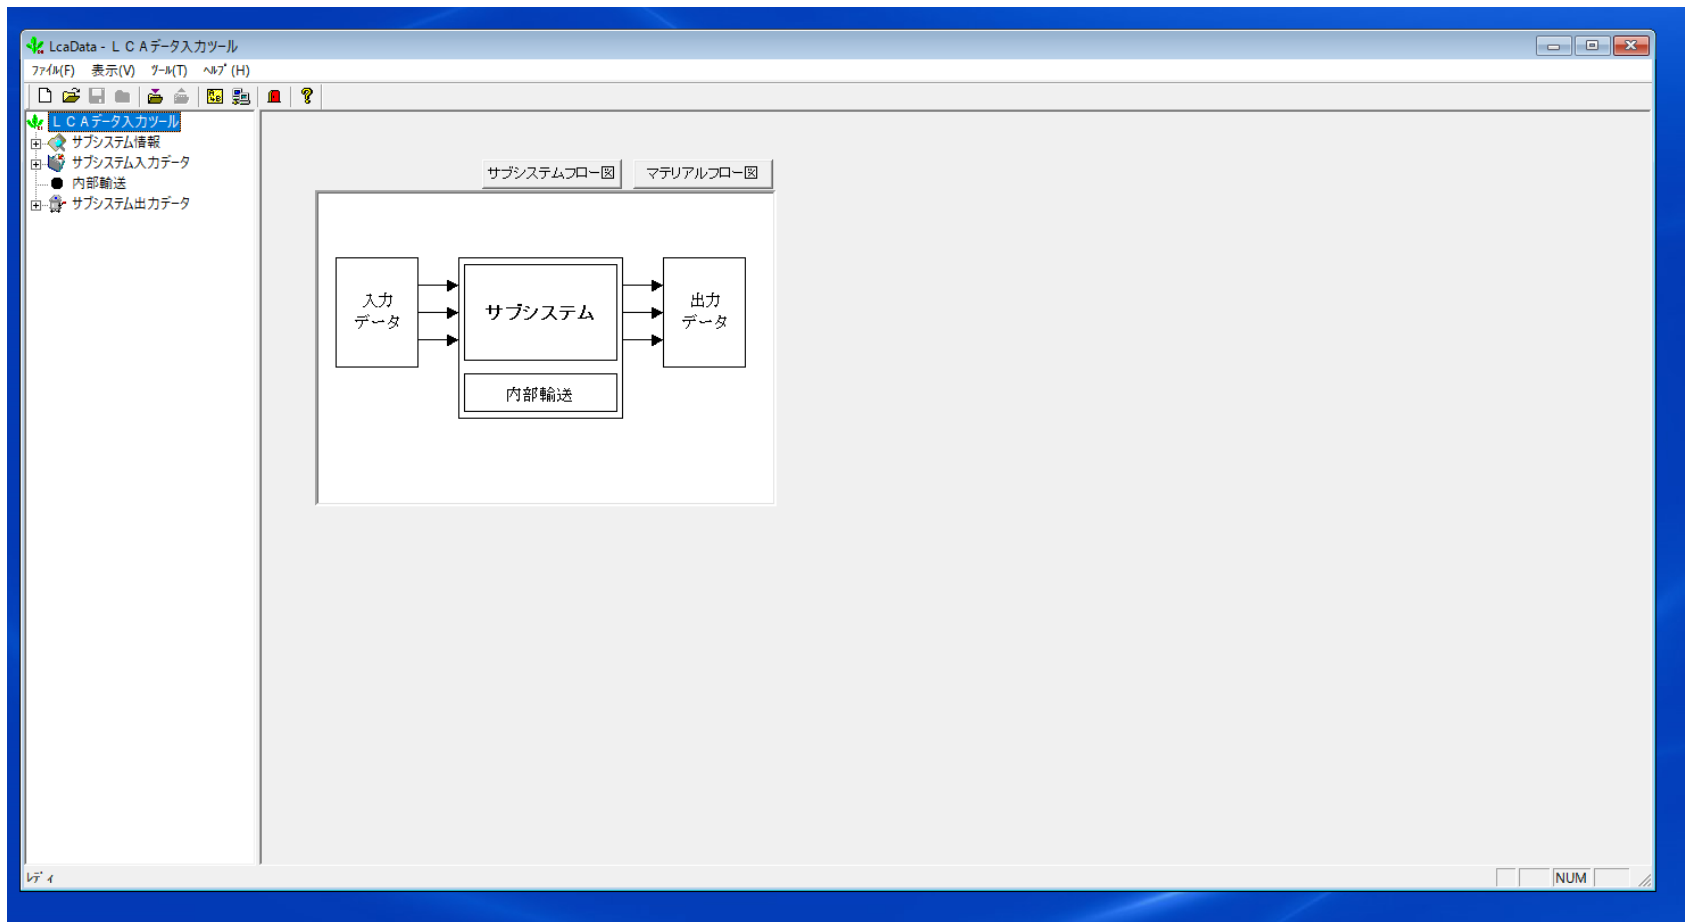 LcaData - ＬＣＡデータ入力ツール
ﾌｧｲﾙ(F) 表示(V) ﾂｰﾙ(T) ﾍﾙﾌﾟ(H)
ＬＣＡデータ入力ツール
サブシステム情報
サブシステム入力データ
内部輸送
サブシステム出力データ
サブシステムフロー図 マテリアルフロー図
入力
データ
サブシステム
内部輸送
出力
データ
ﾚﾃﾞｨ
NUM